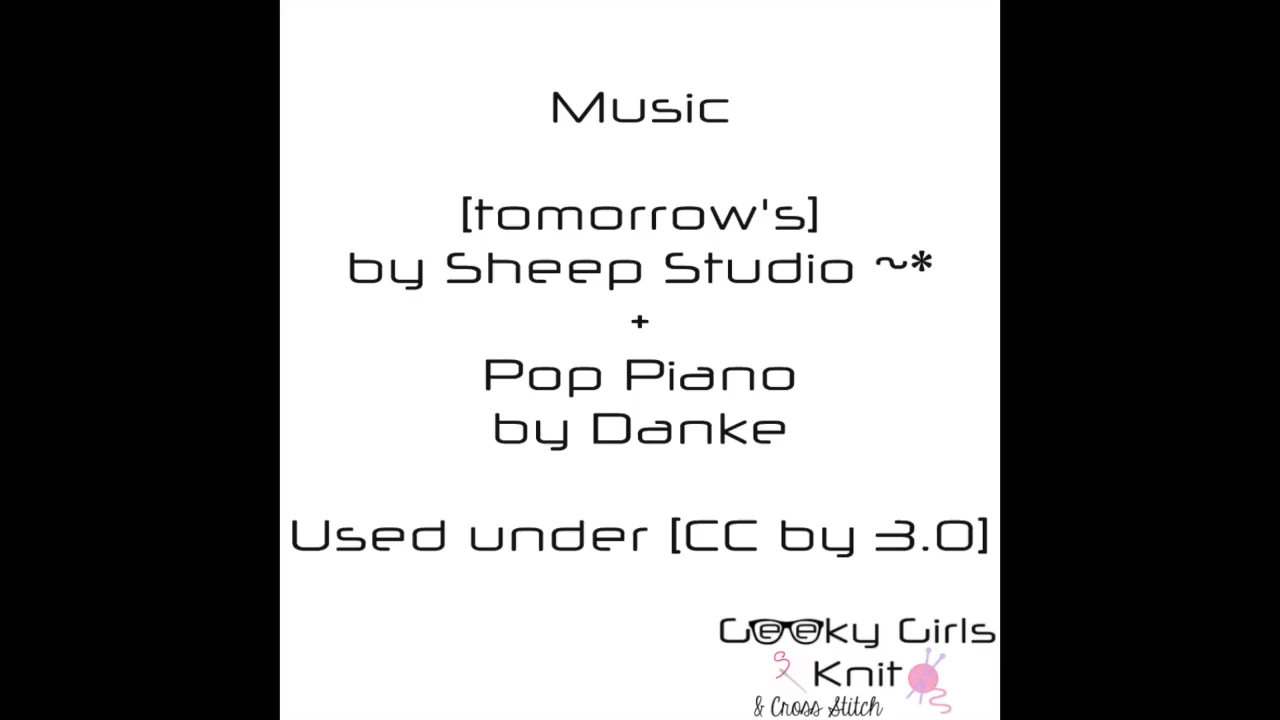 Music
[tomorrow's]
by Sheep Studio ~*
+
Pop Piano
by Danke
Used under [CC by 3.0]
Geeky Girls
Knit
& Cross Stitch